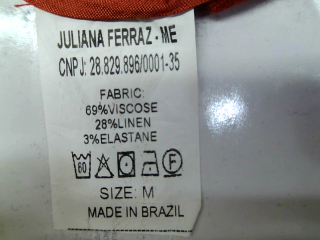 JULIANA FERRAZ - ME
CNPJ: 28.829.896/0001-35
FABRIC:
69%VISCOSE
28%LINEN
3%ELASTANE
60 F
SIZE: M
MADE IN BRAZIL